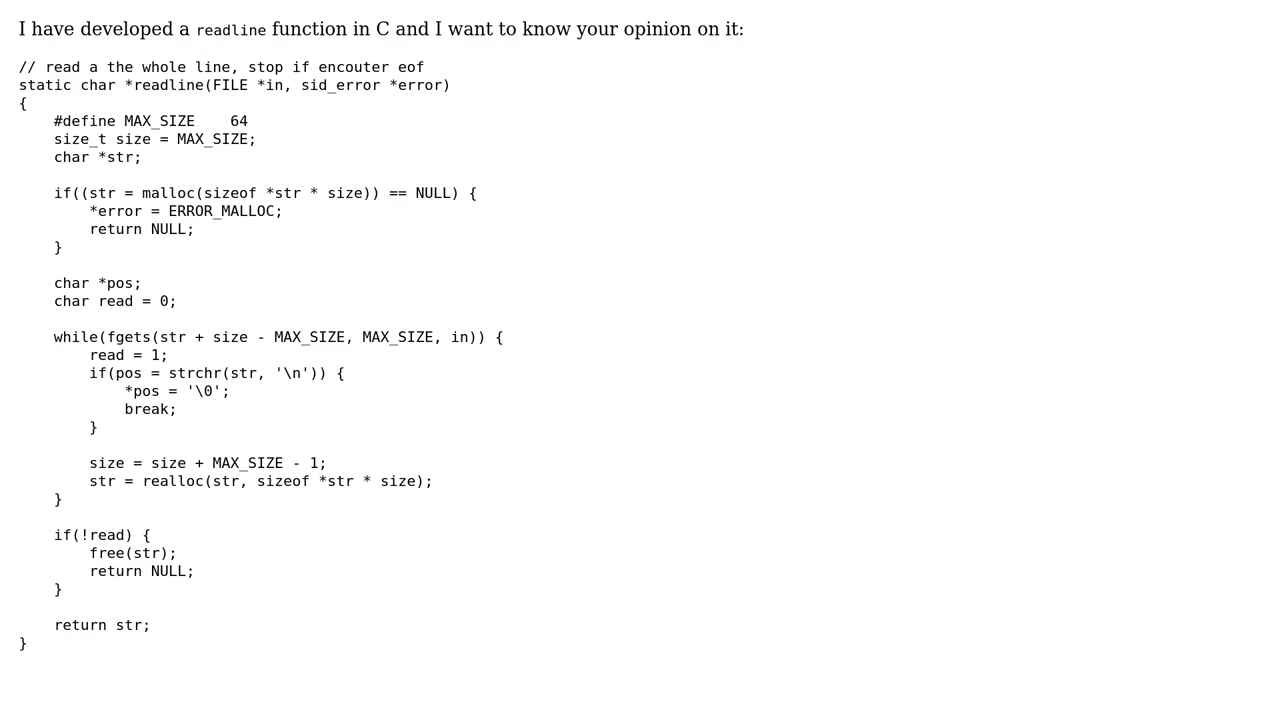 I have developed a readline function in C and I want to know your opinion on it:
// read a the whole line, stop if encouter eof
static char *readline(FILE *in, sid_error *error)
{
    #define MAX_SIZE    64
    size_t size = MAX_SIZE;
    char *str;

    if((str = malloc(sizeof *str * size)) == NULL) {
        *error = ERROR_MALLOC;
        return NULL;
    }

    char *pos;
    char read = 0;

    while(fgets(str + size - MAX_SIZE, MAX_SIZE, in)) {
        read = 1;
        if(pos = strchr(str, '\n')) {
            *pos = '\0';
            break;
        }

        size = size + MAX_SIZE - 1;
        str = realloc(str, sizeof *str * size);
    }

    if(!read) {
        free(str);
        return NULL;
    }

    return str;
}